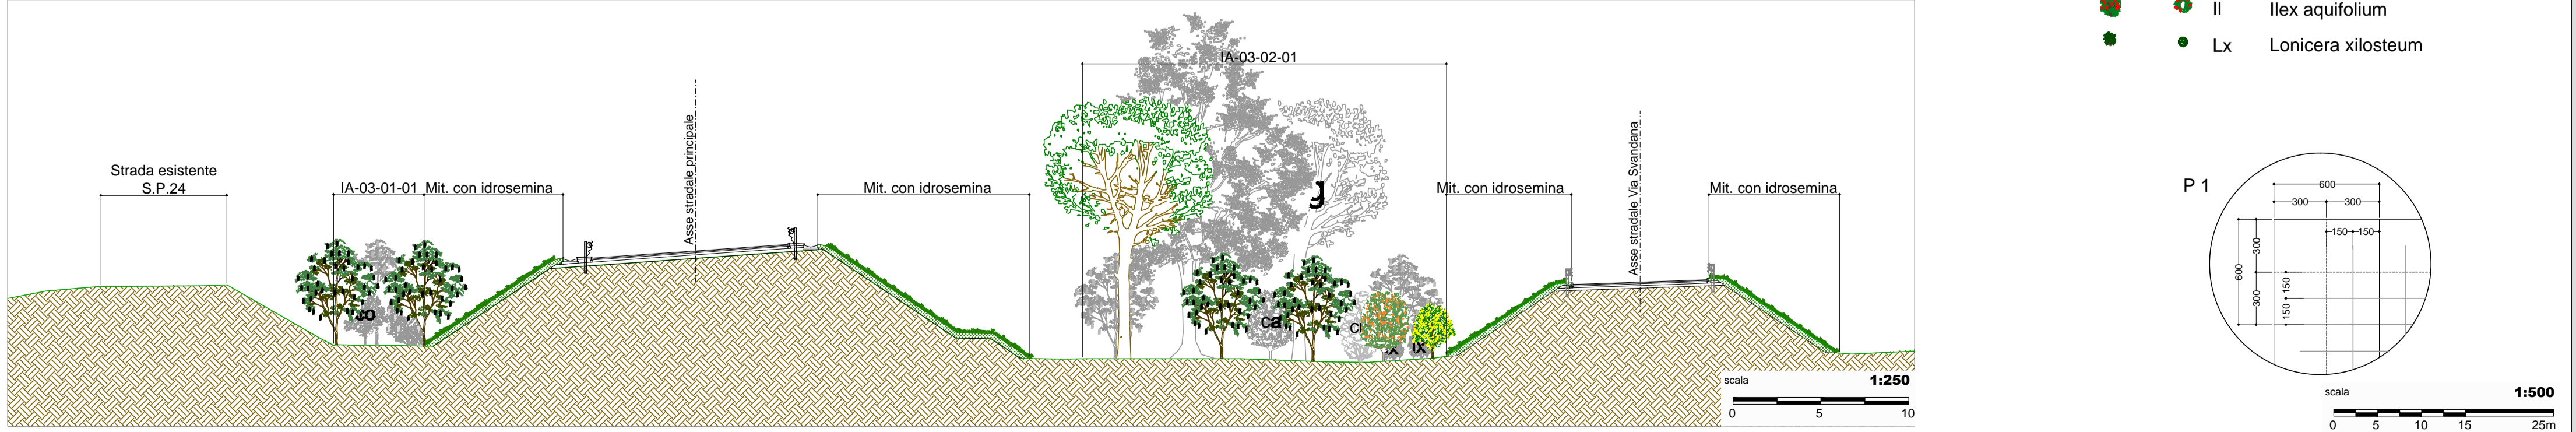 Strada esistente
S.P.24
IA-03-01-01
Mit. con idrosemina
Asse stradale principale
Mit. con idrosemina
IA-03-02-01
Mit. con idrosemina
Asse stradale Via Svandana
Mit. con idrosemina
so
g
ca
lx
scala 1:250
0 5 10
Il Ilex aquifolium
Lx Lonicera xilosteum
P 1
600
300 300
150 150
600
300
300
150
150
scala 1:500
0 5 10 15 25m